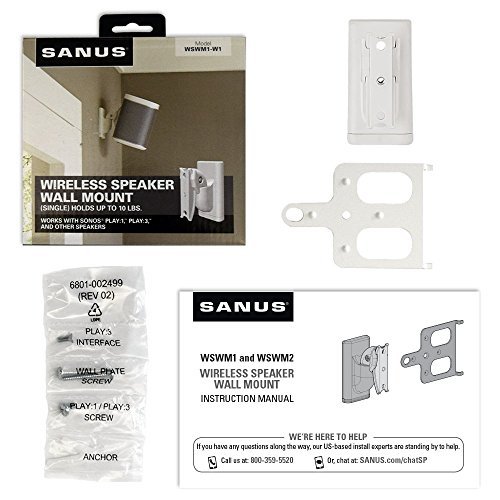 SANUS
Model
WSWM1-W1
WIRELESS SPEAKER
WALL MOUNT
(SINGLE) HOLDS UP TO 10 LBS.
WORKS WITH SONOS® PLAY:1,™ PLAY:3,™
AND OTHER SPEAKERS
6801-002499
(REV 02)
LDPE
PLAY:3
INTERFACE
WALL PLATE
SCREW
PLAY:1 / PLAY:3
SCREW
ANCHOR
SANUS®
WSWM1 and WSWM2
WIRELESS SPEAKER
WALL MOUNT
INSTRUCTION MANUAL
WE'RE HERE TO HELP
If you have any questions along the way, our US-based install experts are standing by to help.
Call us at: 800-359-5520
Or, chat at: SANUS.com/chatSP